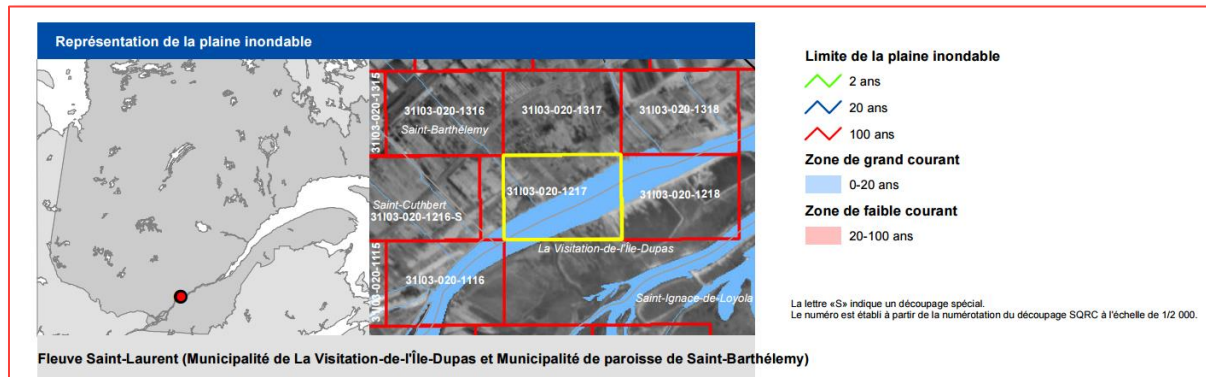 Représentation de la plaine inondable
31I03-020-1315
31I03-020-1316
31I03-020-1317
31I03-020-1318
Saint-Barthélemy
31I03-020-1217
31I03-020-1218
Saint-Cuthbert
31I03-020-1216-S
La Visitation-de-l'Île-Dupas
31I03-020-1115
31I03-020-1116
Saint-Ignace-de-Loyola
Fleuve Saint-Laurent (Municipalité de La Visitation-de-l'Île-Dupas et Municipalité de paroisse de Saint-Barthélemy)
Limite de la plaine inondable
2 ans
20 ans
100 ans
Zone de grand courant
0-20 ans
Zone de faible courant
20-100 ans
La lettre «S» indique un découpage spécial.
Le numéro est établi à partir de la numérotation du découpage SQRC à l'échelle de 1/2 000.